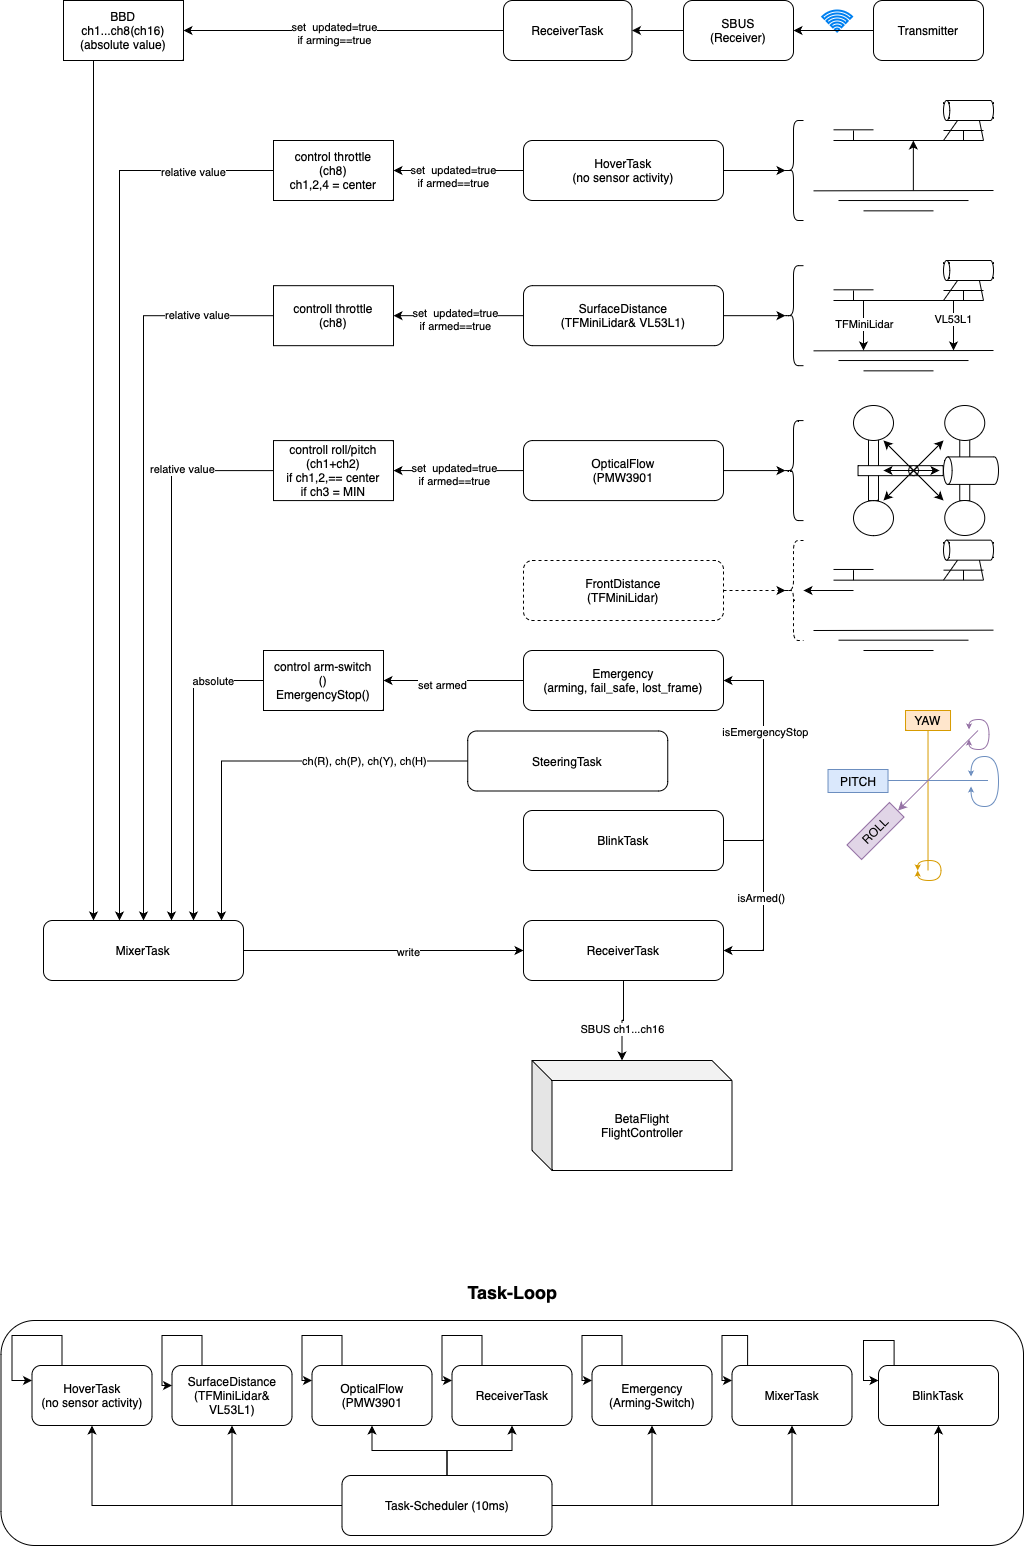 BBD
ch1...ch8(ch16)
(absolute value)
set updated=true
if arming==true
ReceiverTask
SBUS
(Receiver)
Transmitter
relative value
control throttle
(ch8)
ch1,2,4 = center
set updated=true
if armed==true
HoverTask
(no sensor activity)
relative value
controll throttle
(ch8)
set updated=true
if armed==true
SurfaceDistance
(TFMiniLidar& VL53L1)
TFMiniLidar
VL53L1
relative value
controll roll/pitch
(ch1+ch2)
if ch1,2,== center
if ch3 = MIN
set updated=true
if armed==true
OpticalFlow
(PMW3901
FrontDistance
(TFMiniLidar)
absolute
control arm-switch
()
EmergencyStop()
set armed
Emergency
(arming, fail_safe, lost_frame)
isEmergencyStop
ch(R), ch(P), ch(Y), ch(H)
SteeringTask
YAW
PITCH
ROLL
BlinkTask
isArmed()
MixerTask
write
ReceiverTask
SBUS ch1...ch16
BetaFlight
FlightController
Task-Loop
HoverTask
(no sensor activity)
SurfaceDistance
(TFMiniLidar&
VL53L1)
OpticalFlow
(PMW3901
ReceiverTask
Emergency
(Arming-Switch)
MixerTask
BlinkTask
Task-Scheduler (10ms)